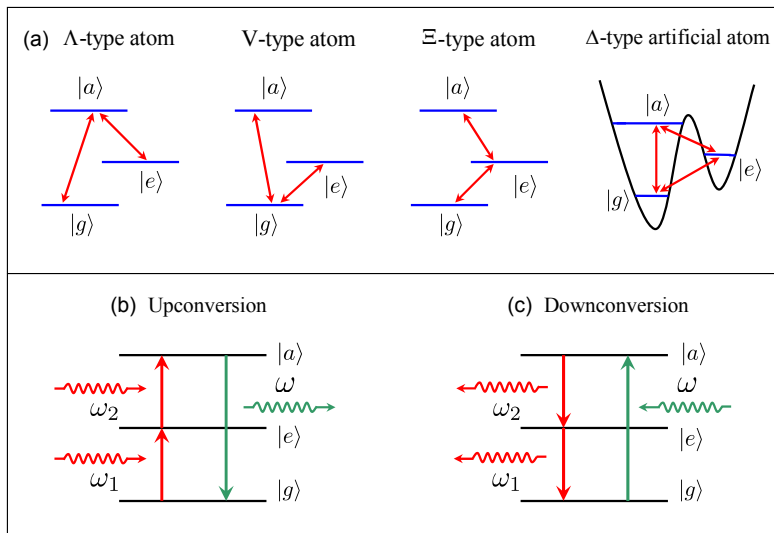 (a) Λ-type atom V-type atom Ξ-type atom Δ-type artificial atom
|a⟩ |a⟩ |a⟩ |a⟩
|e⟩ |e⟩ |e⟩ |e⟩
|g⟩ |g⟩ |g⟩ |g⟩
(b) Upconversion (c) Downconversion
|a⟩ |a⟩
ω₂ ω ω₂ ω
|e⟩ |e⟩
ω₁ ω₁
|g⟩ |g⟩